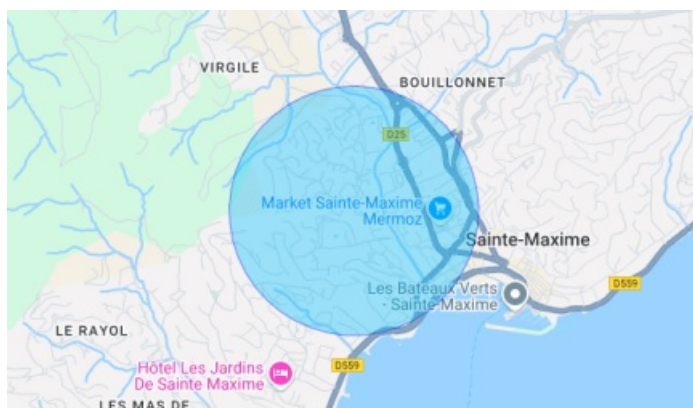 VIRGILE
BOUILLONNET
D25
Market Sainte-Maxime
Mermoz
Sainte-Maxime
Les Bateaux Verts
- Sainte-Maxime
D559
LE RAYOL
D559
Hôtel Les Jardins
De Sainte Maxime
LES MAS DE